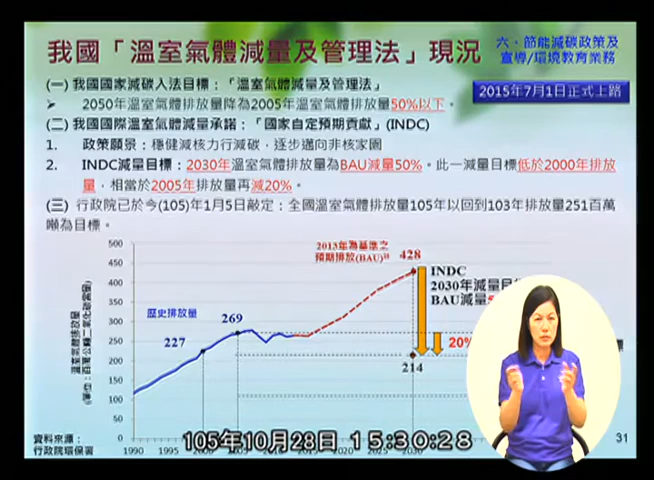 我國「溫室氣體減量及管理法」現況
六、節能減碳政策及
宣導/環境教育業務
(一) 我國國家減碳入法目標：「溫室氣體減量及管理法」
2015年7月1日正式上路
➢ 2050年溫室氣體排放量降為2005年溫室氣體排放量50%以下。
(二) 我國國際溫室氣體減量承諾：「國家自定預期貢獻」(INDC)
1. 政策願景：穩健減核力行減碳，逐步邁向非核家園
2. INDC減量目標：2030年溫室氣體排放量為BAU減量50%。此一減量目標低於2000年排放
量，相當於2005年排放量再減20%。
(三) 行政院已於今(105)年1月5日敲定：全國溫室氣體排放量105年以回到103年排放量251百萬
噸為目標。
500
450
400
350
300
250
200
150
100
50
0
溫室氣體排放量
歷史排放量
227
269
2013年為基準之
預期排放(BAU)
428
INDC
2030年減量目
BAU減量
20%
214
1990
1995
2000
2005
資料來源：
行政院環保署
105年10月28日 15:30:28
31